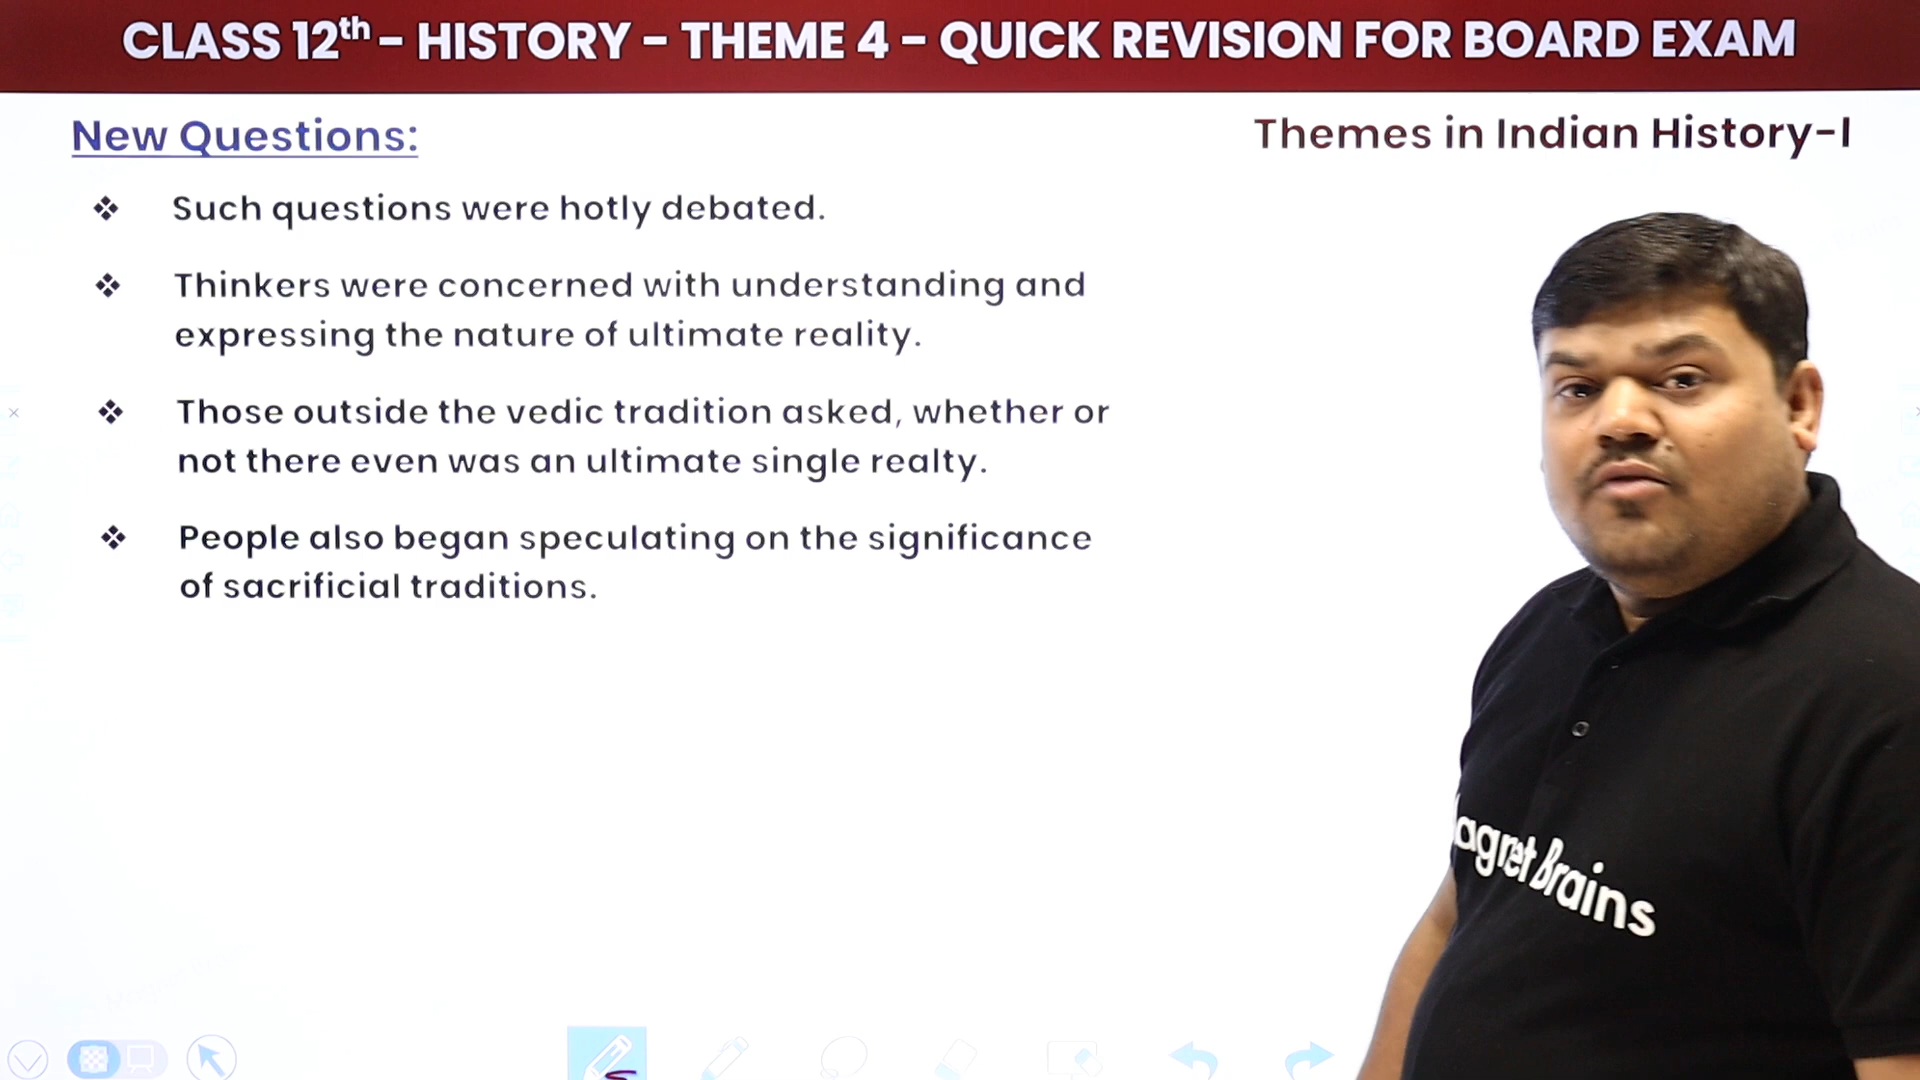 CLASS 12th - HISTORY - THEME 4 - QUICK REVISION FOR BOARD EXAM
New Questions:
Themes in Indian History-I
❖ Such questions were hotly debated.
❖ Thinkers were concerned with understanding and
expressing the nature of ultimate reality.
❖ Those outside the vedic tradition asked, whether or
not there even was an ultimate single realty.
❖ People also began speculating on the significance
of sacrificial traditions.
agnet Brains